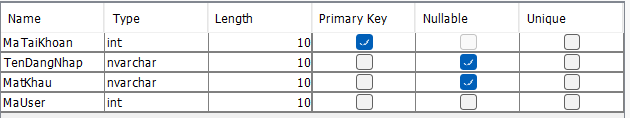 Name Type Length Primary Key Nullable Unique
MaTaiKhoan int 10
TenDangNhap nvarchar 10
MatKhau nvarchar 10
MaUser int 10